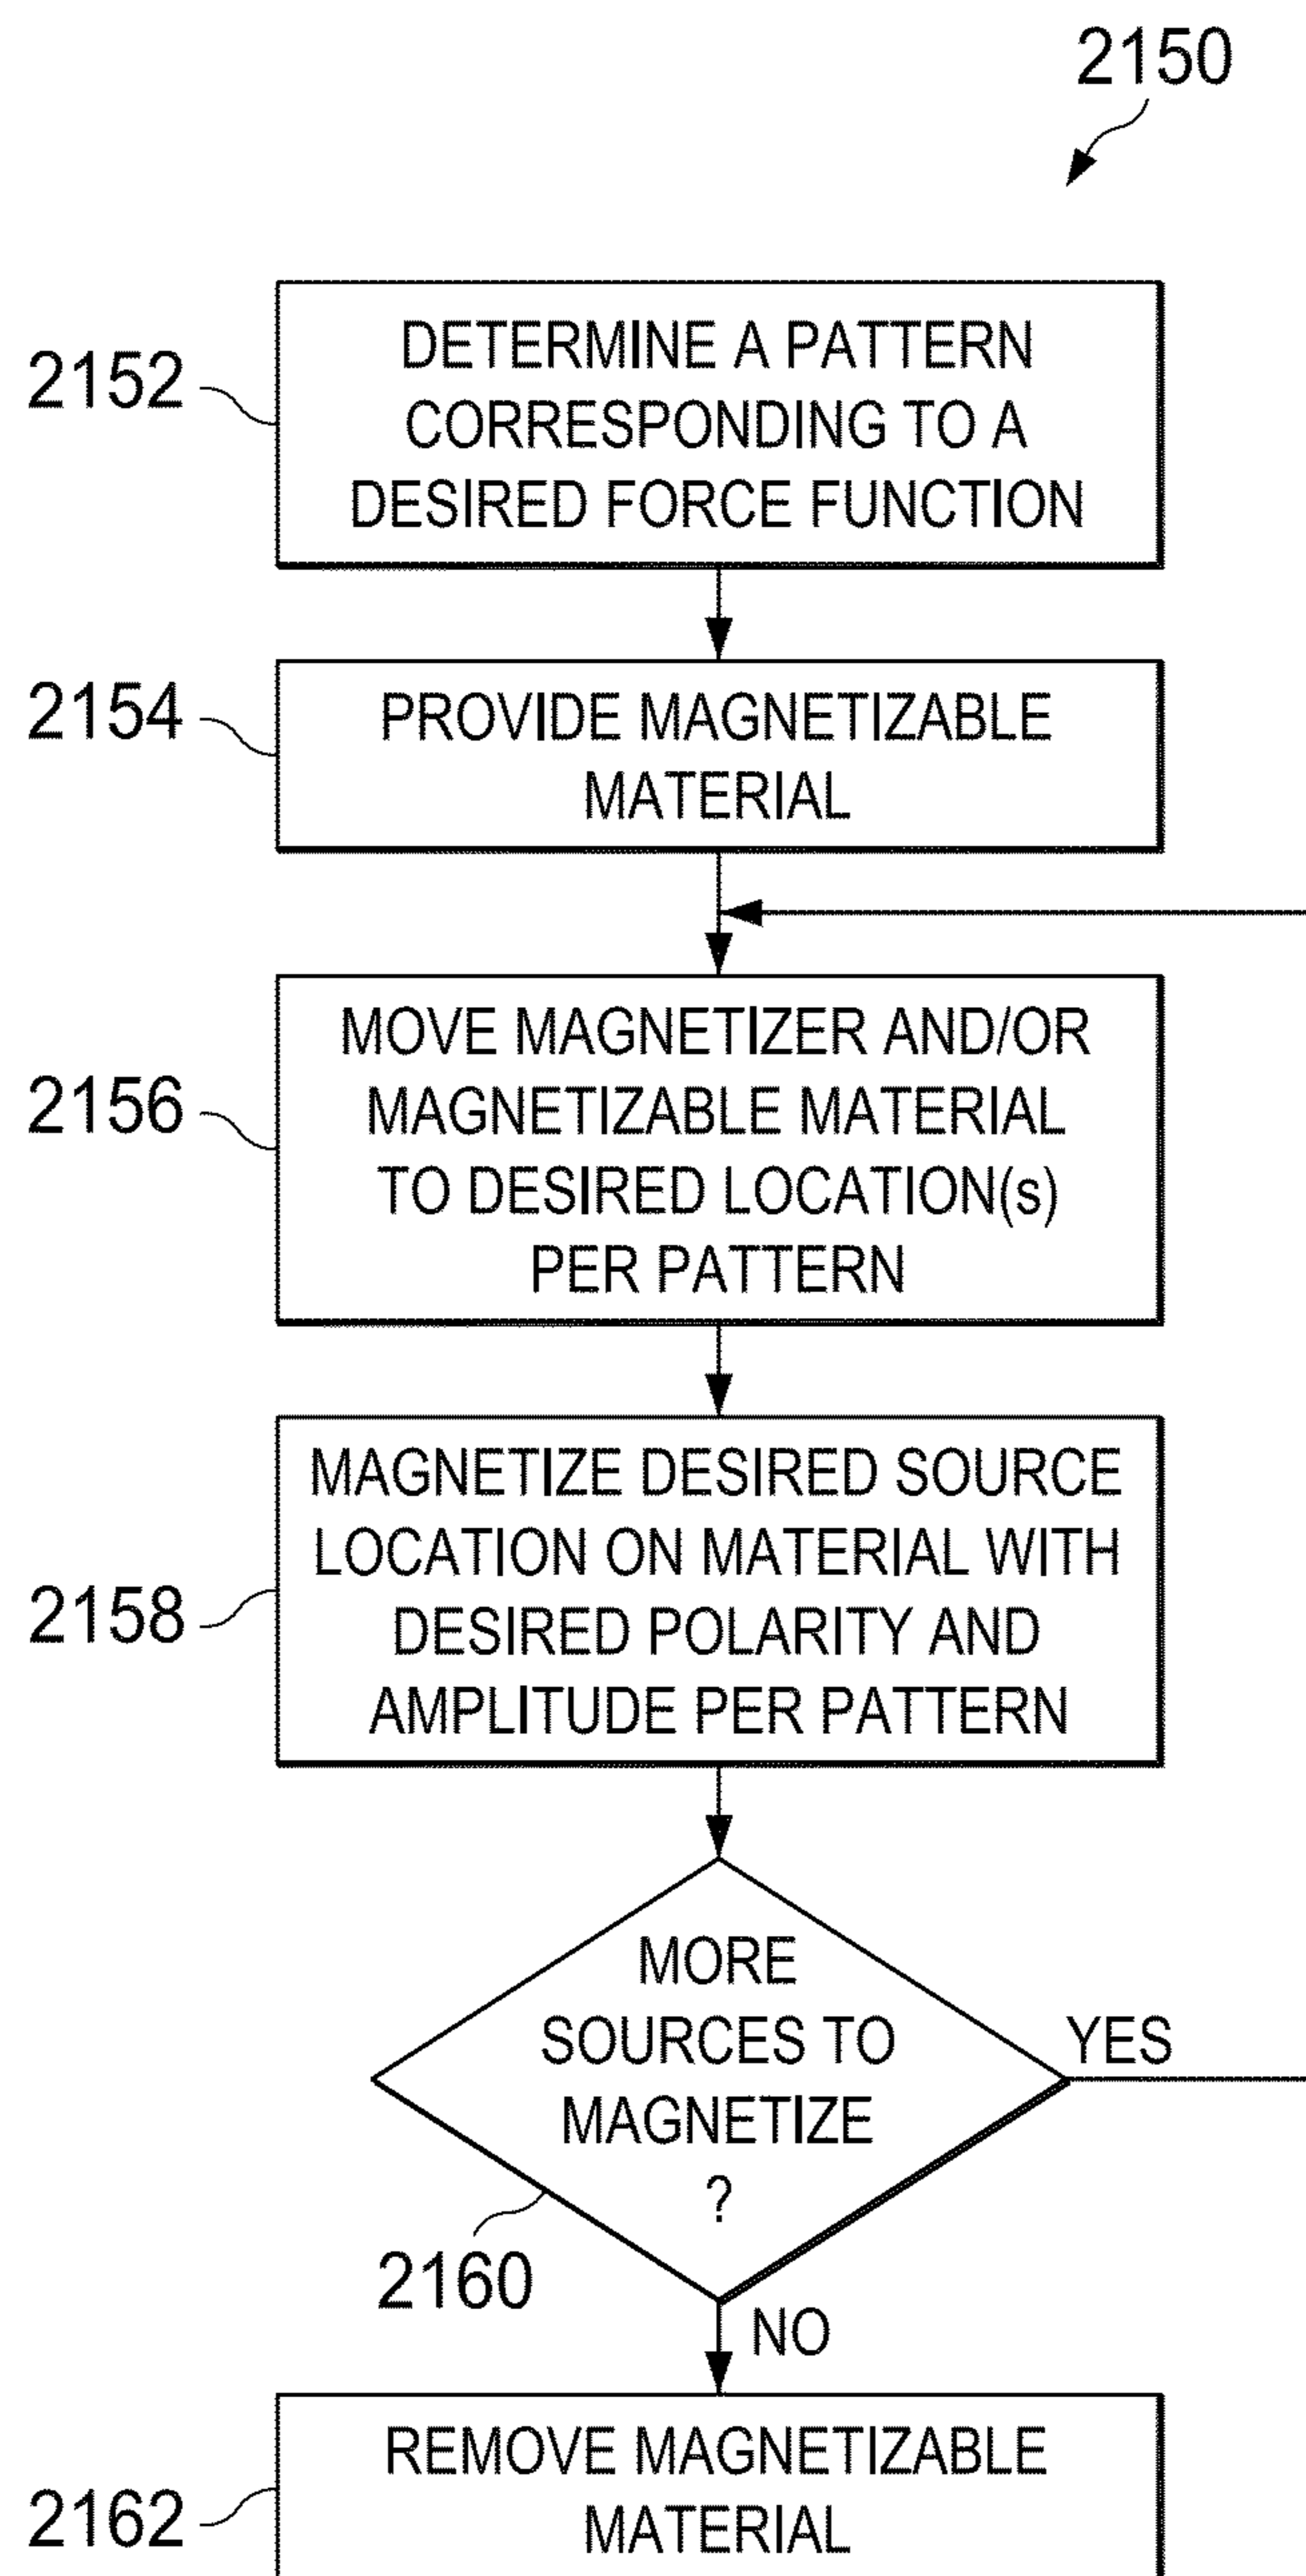 2150
2152
DETERMINE A PATTERN
CORRESPONDING TO A
DESIRED FORCE FUNCTION
2154
PROVIDE MAGNETIZABLE
MATERIAL
2156
MOVE MAGNETIZER AND/OR
MAGNETIZABLE MATERIAL
TO DESIRED LOCATION(s)
PER PATTERN
2158
MAGNETIZE DESIRED SOURCE
LOCATION ON MATERIAL WITH
DESIRED POLARITY AND
AMPLITUDE PER PATTERN
MORE
SOURCES TO
MAGNETIZE
?
YES
2160
NO
2162
REMOVE MAGNETIZABLE
MATERIAL